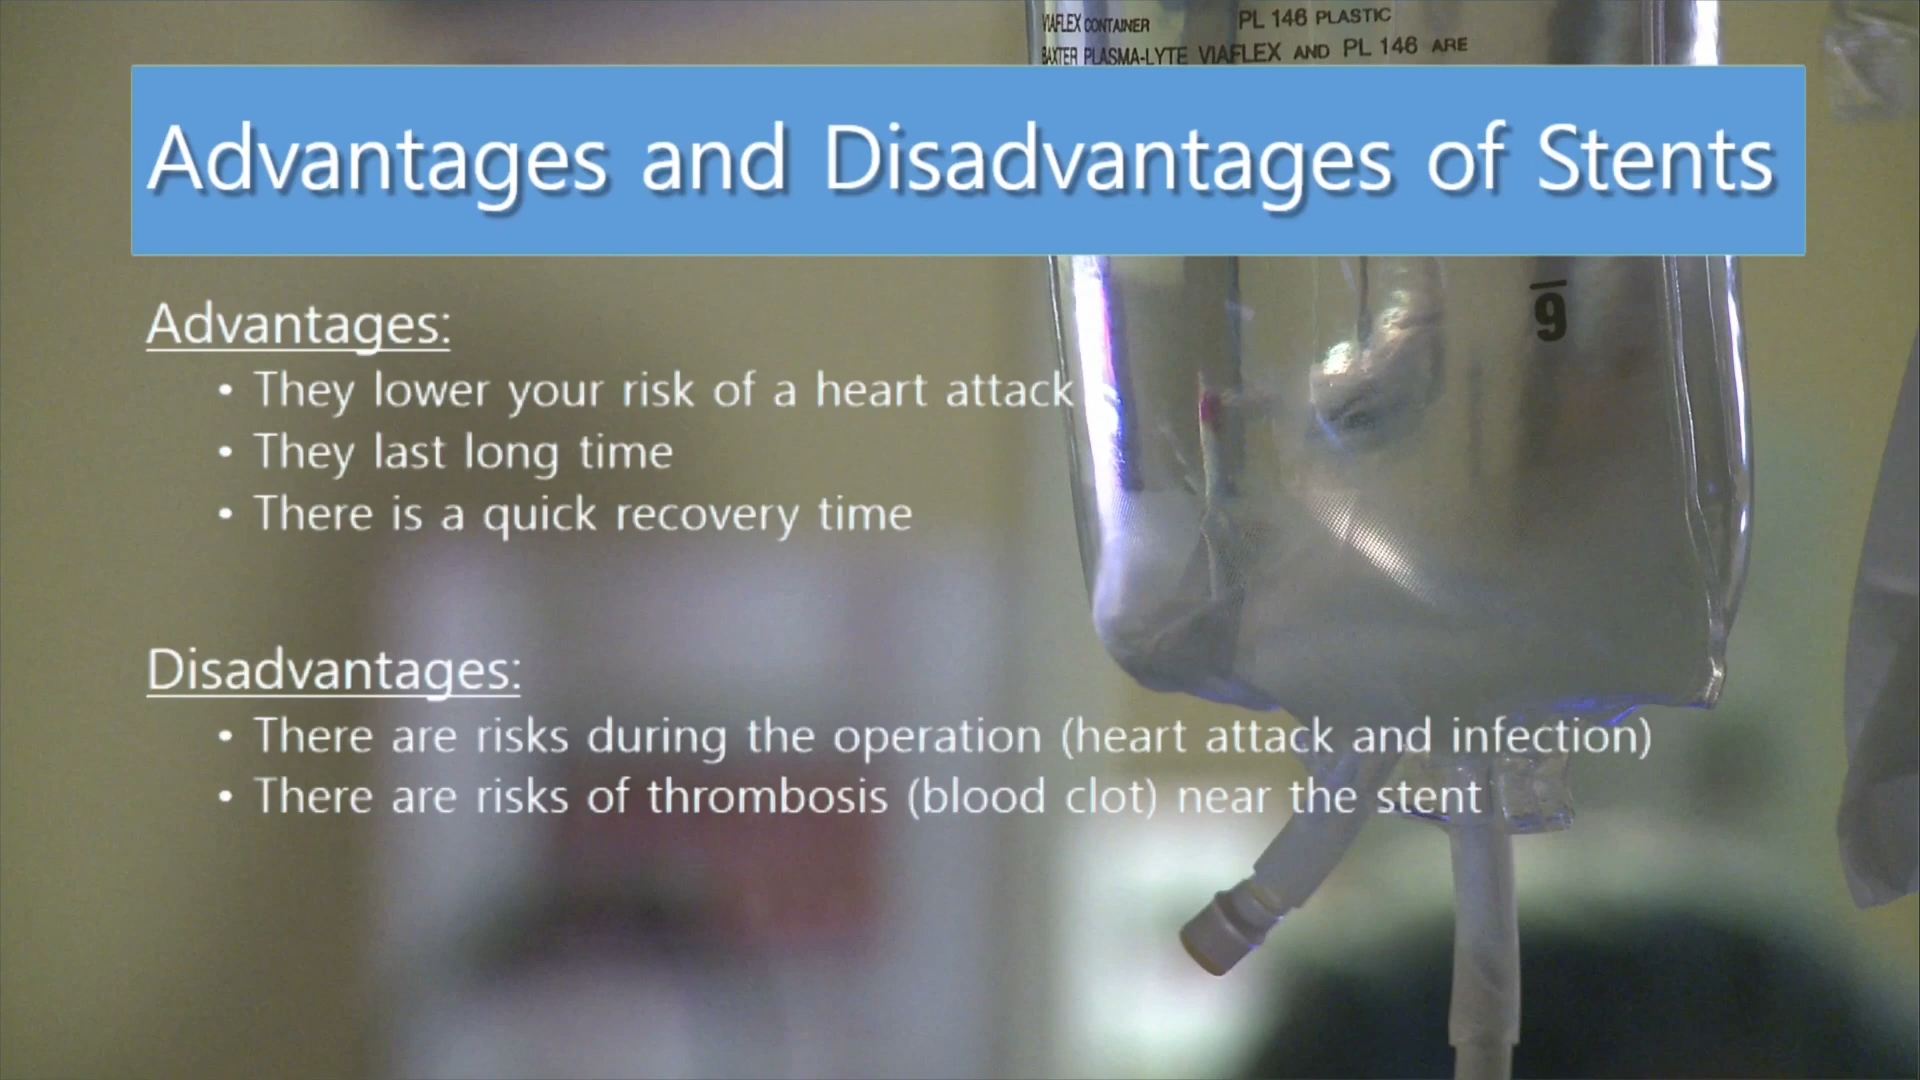 VIAFLEX CONTAINER PL 146 PLASTIC
BAXTER PLASMA-LYTE VIAFLEX AND PL 146 ARE
Advantages and Disadvantages of Stents
9
Advantages:
• They lower your risk of a heart attack
• They last long time
• There is a quick recovery time
Disadvantages:
• There are risks during the operation (heart attack and infection)
• There are risks of thrombosis (blood clot) near the stent